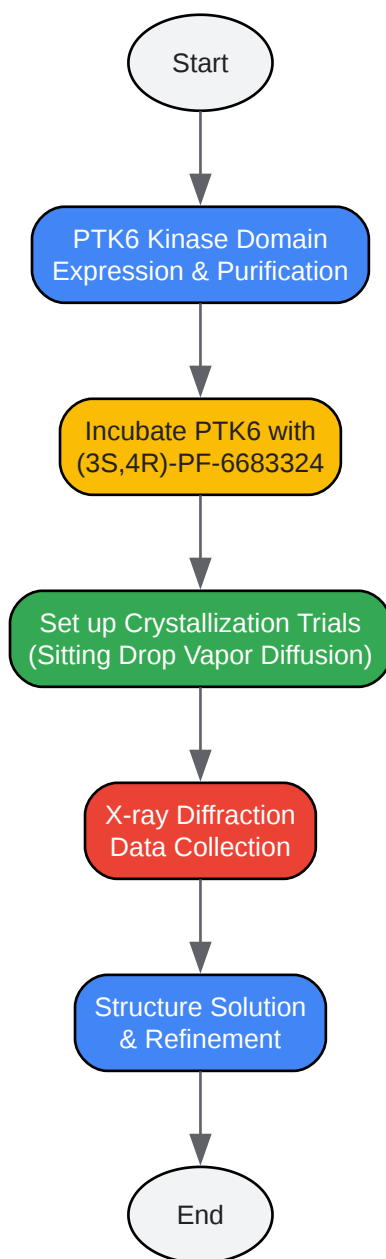 Start
PTK6 Kinase Domain
Expression & Purification
Incubate PTK6 with
(3S,4R)-PF-6683324
Set up Crystallization Trials
(Sitting Drop Vapor Diffusion)
X-ray Diffraction
Data Collection
Structure Solution
& Refinement
End